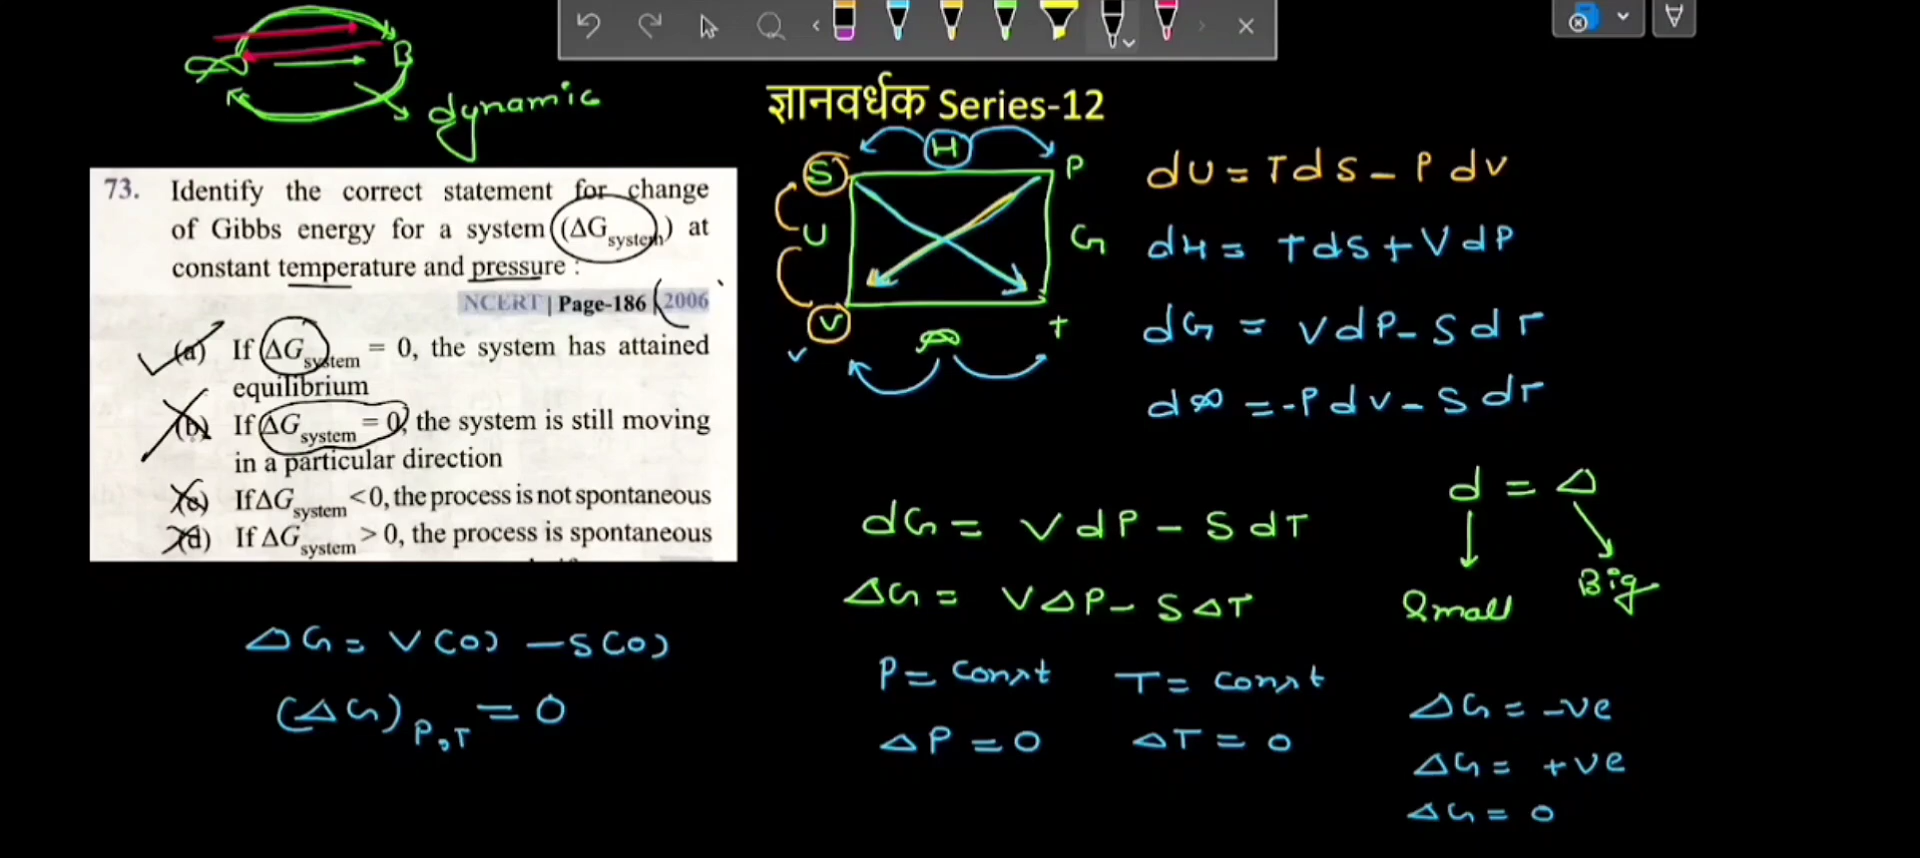 B
dynamic
ज्ञानवर्धक Series-12
73. Identify the correct statement for change
of Gibbs energy for a system (ΔGsystem) at
constant temperature and pressure :
NCERT | Page-186 2006
(a) If ΔGsystem = 0, the system has attained
equilibrium
(b) If ΔGsystem = 0, the system is still moving
in a particular direction
(c) If ΔGsystem <0, the process is not spontaneous
(d) If ΔGsystem > 0, the process is spontaneous
ΔG = V(0) - S(0)
(ΔG)P,T = 0
H
S P
U G
V T
dU = TdS - PdV
dH = TdS + VdP
dG = VdP - SdT
d∝ = -PdV - SdT
dG = VdP - SdT
ΔG = VΔP - SΔT
P = Const T = Const
ΔP = 0 ΔT = 0
d = Δ
Small Big
ΔG = -ve
ΔG = +ve
ΔG = 0